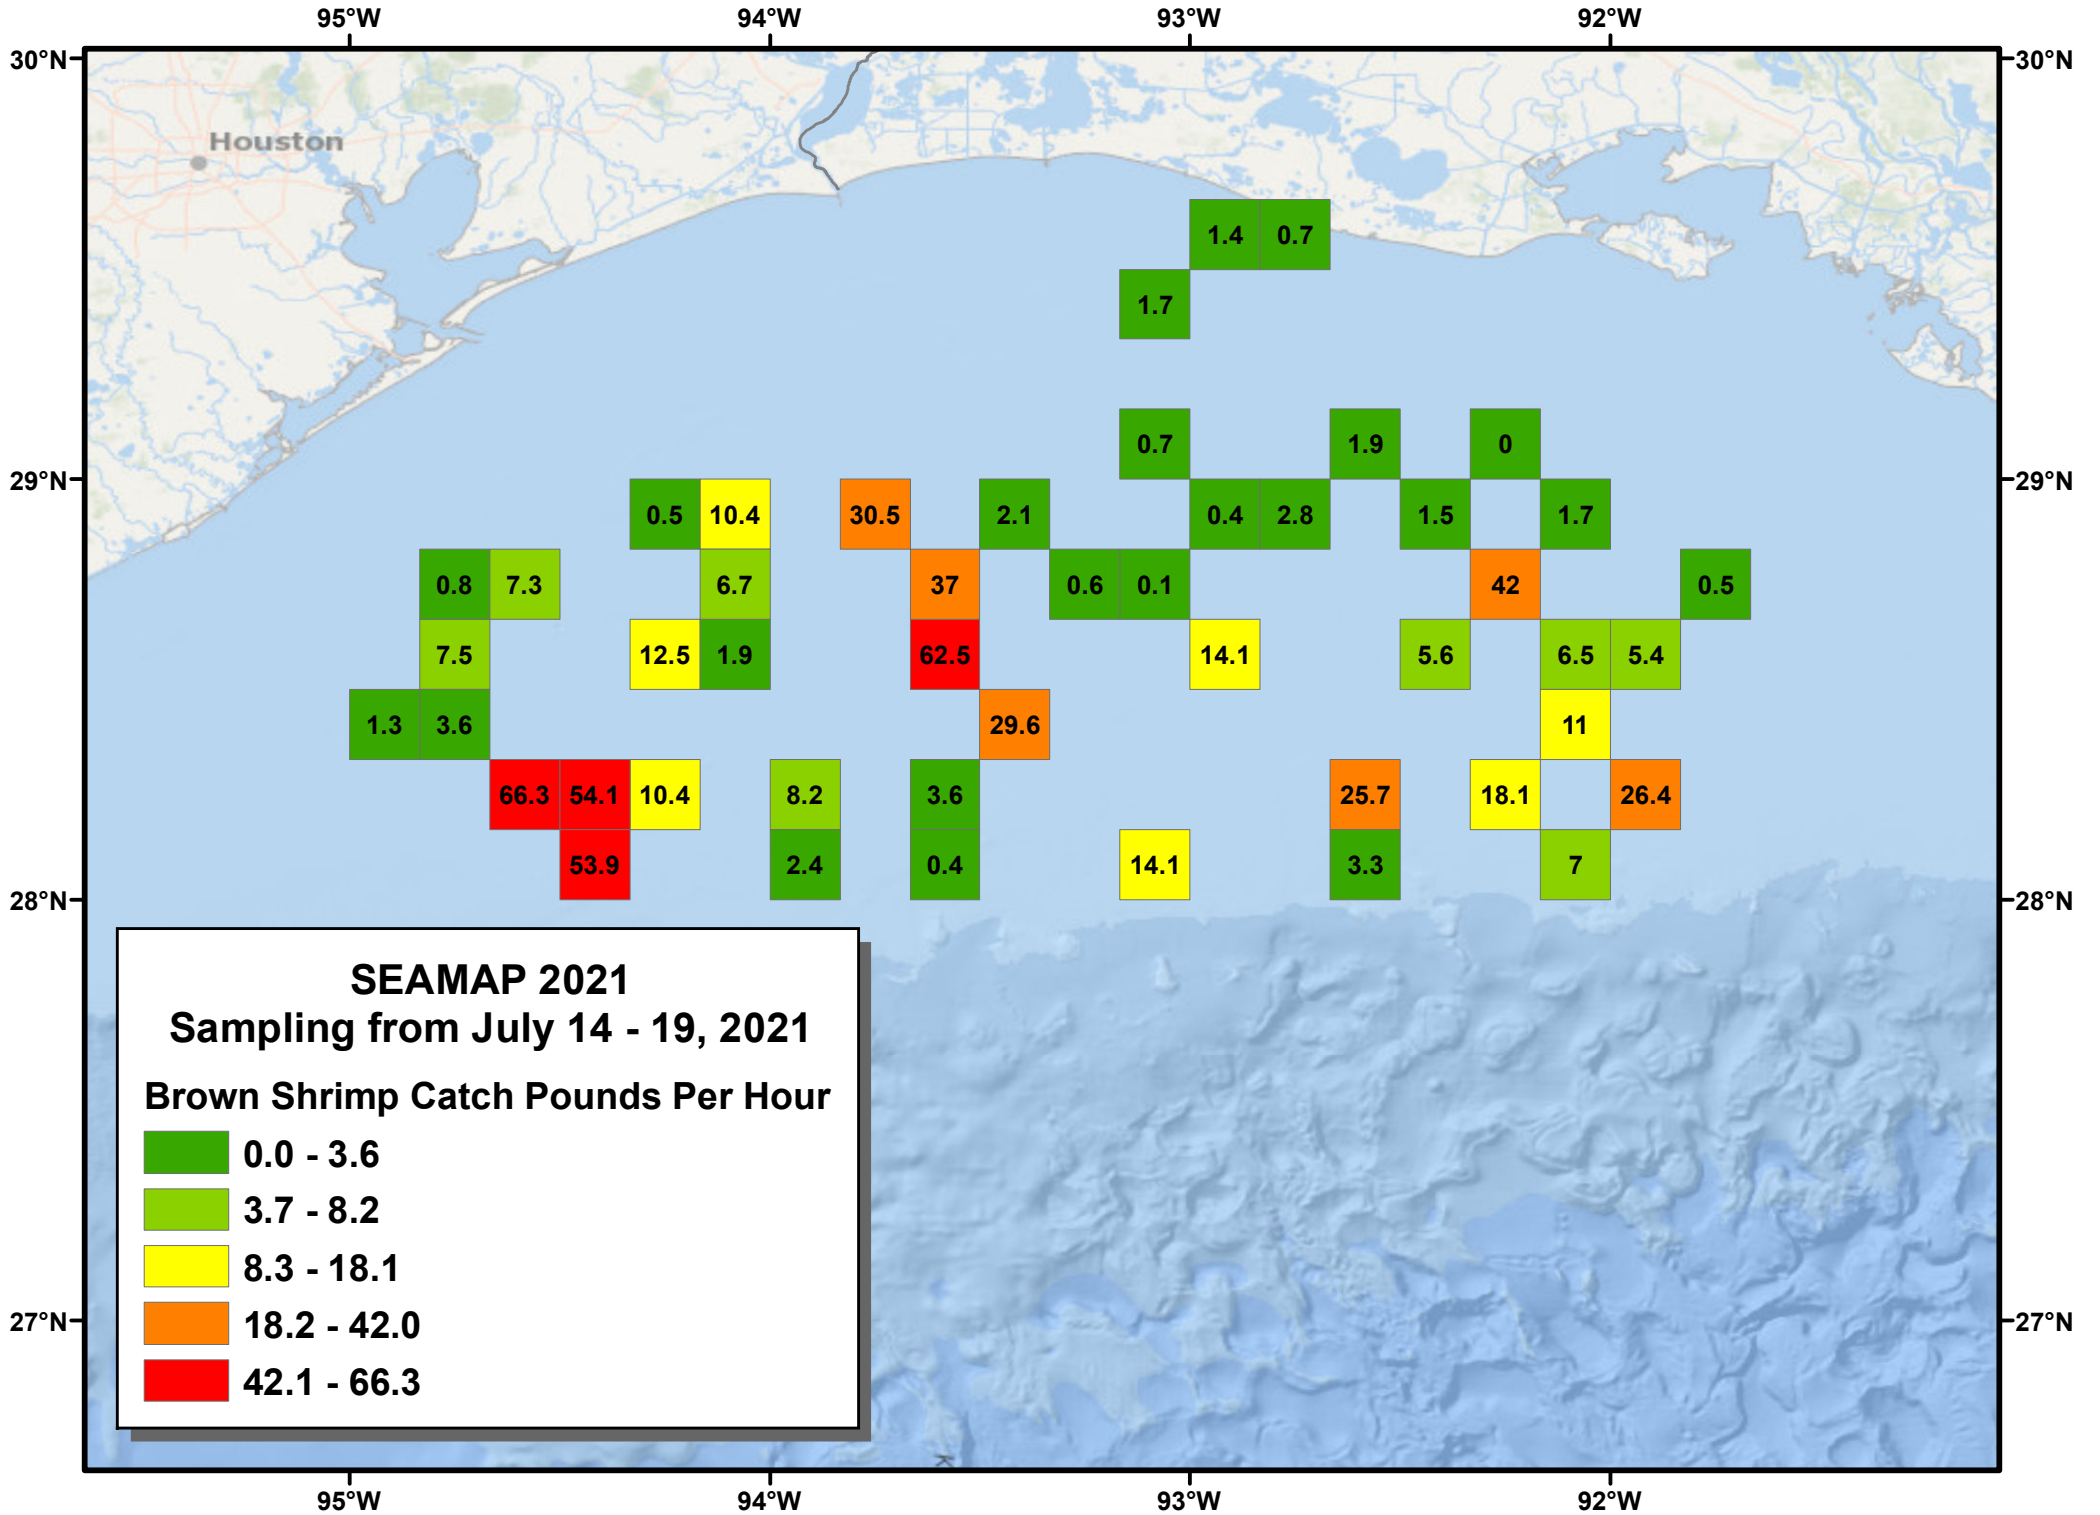 95°W 94°W 93°W 92°W
30°N 30°N
Houston
1.4 0.7
1.7
0.7 1.9 0
29°N 29°N
0.5 10.4 30.5 2.1 0.4 2.8 1.5 1.7
0.8 7.3 6.7 37 0.6 0.1 42 0.5
7.5 12.5 1.9 62.5 14.1 5.6 6.5 5.4
1.3 3.6 29.6 11
66.3 54.1 10.4 8.2 3.6 25.7 18.1 26.4
53.9 2.4 0.4 14.1 3.3 7
28°N 28°N
SEAMAP 2021
Sampling from July 14 - 19, 2021
Brown Shrimp Catch Pounds Per Hour
0.0 - 3.6
3.7 - 8.2
8.3 - 18.1
18.2 - 42.0
42.1 - 66.3
27°N 27°N
95°W 94°W 93°W 92°W